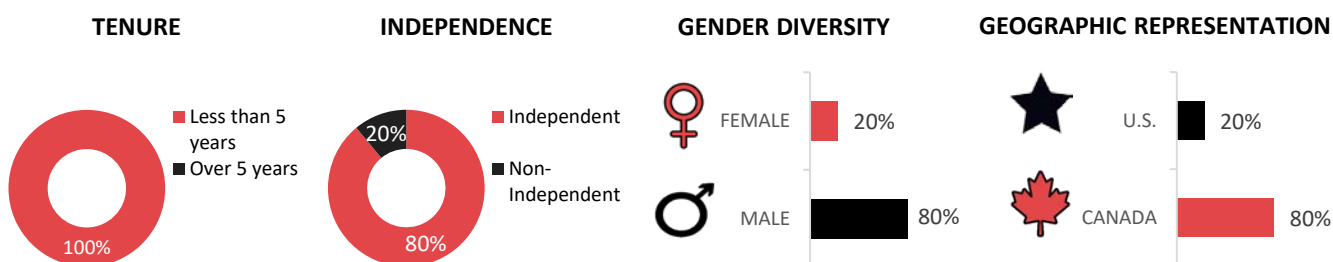 TENURE
Less than 5
years
Over 5 years
100%
INDEPENDENCE
20%
Independent
Non-
Independent
80%
GENDER DIVERSITY
FEMALE 20%
MALE 80%
GEOGRAPHIC REPRESENTATION
U.S. 20%
CANADA 80%